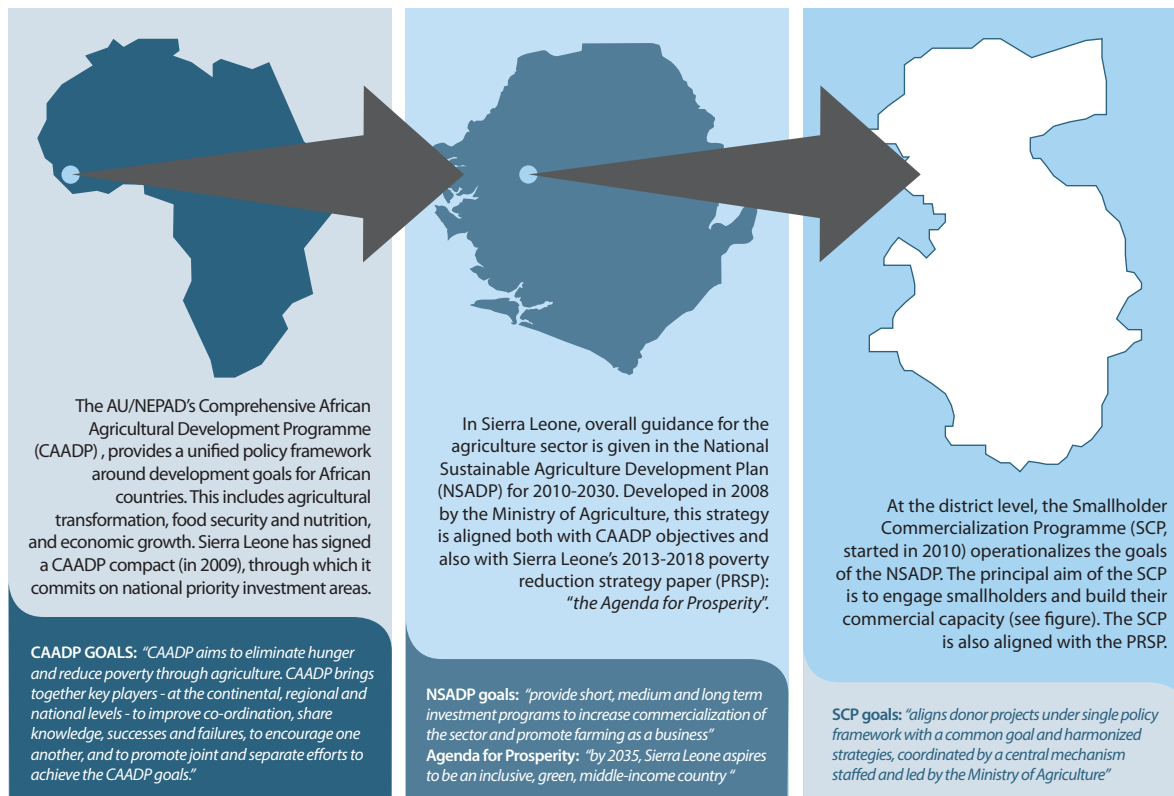 The AU/NEPAD’s Comprehensive African
Agricultural Development Programme
(CAADP) , provides a unified policy framework
around development goals for African
countries. This includes agricultural
transformation, food security and nutrition,
and economic growth. Sierra Leone has signed
a CAADP compact (in 2009), through which it
commits on national priority investment areas.
CAADP GOALS: “CAADP aims to eliminate hunger
and reduce poverty through agriculture. CAADP brings
together key players - at the continental, regional and
national levels - to improve co-ordination, share
knowledge, successes and failures, to encourage one
another, and to promote joint and separate efforts to
achieve the CAADP goals.”
In Sierra Leone, overall guidance for the
agriculture sector is given in the National
Sustainable Agriculture Development Plan
(NSADP) for 2010-2030. Developed in 2008
by the Ministry of Agriculture, this strategy
is aligned both with CAADP objectives and
also with Sierra Leone’s 2013-2018 poverty
reduction strategy paper (PRSP):
“the Agenda for Prosperity”.
NSADP goals: “provide short, medium and long term
investment programs to increase commercialization of
the sector and promote farming as a business”
Agenda for Prosperity: “by 2035, Sierra Leone aspires
to be an inclusive, green, middle-income country “
At the district level, the Smallholder
Commercialization Programme (SCP,
started in 2010) operationalizes the goals
of the NSADP. The principal aim of the SCP
is to engage smallholders and build their
commercial capacity (see figure). The SCP
is also aligned with the PRSP.
SCP goals: “aligns donor projects under single policy
framework with a common goal and harmonized
strategies, coordinated by a central mechanism
staffed and led by the Ministry of Agriculture”